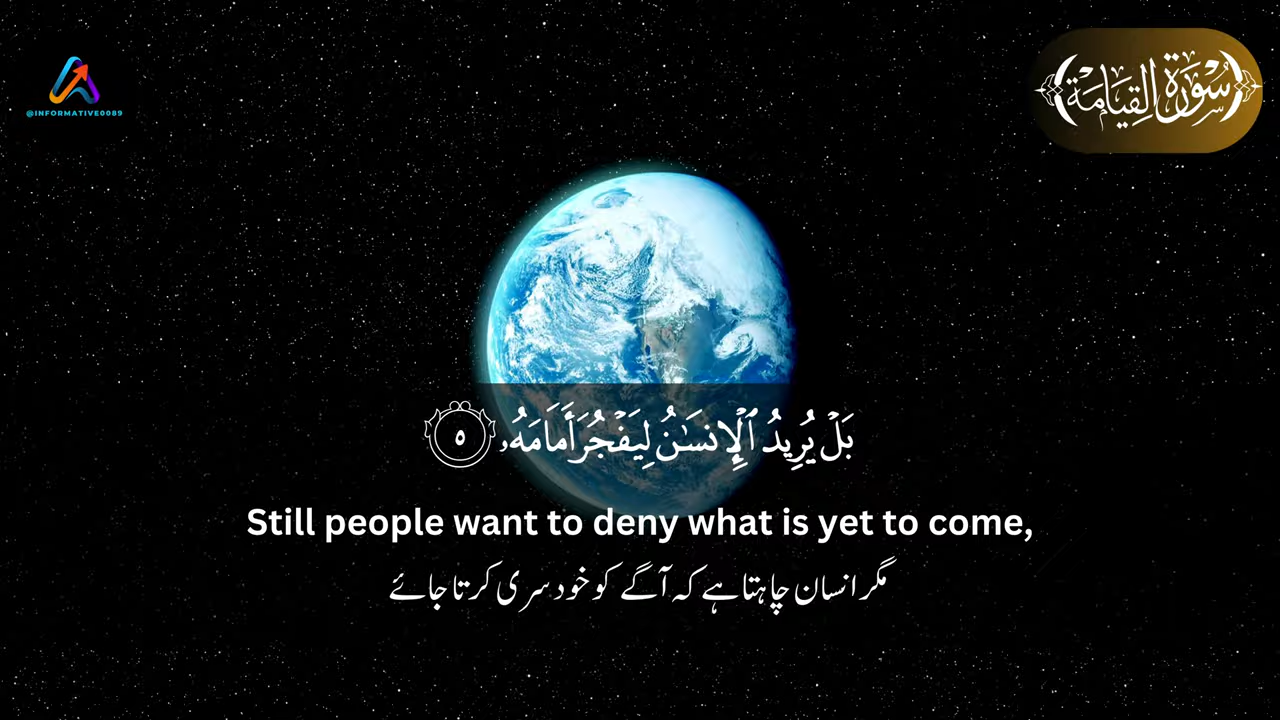 @INFORMATIVE0089
سُورَةُ القِيَامَة
بَلۡ يُرِيدُ ٱلۡإِنسَٰنُ لِيَفۡجُرَ أَمَامَهُۥ ٥
Still people want to deny what is yet to come,
مگر انسان چاہتا ہے کہ آگے کو خود سری کرتا جائے